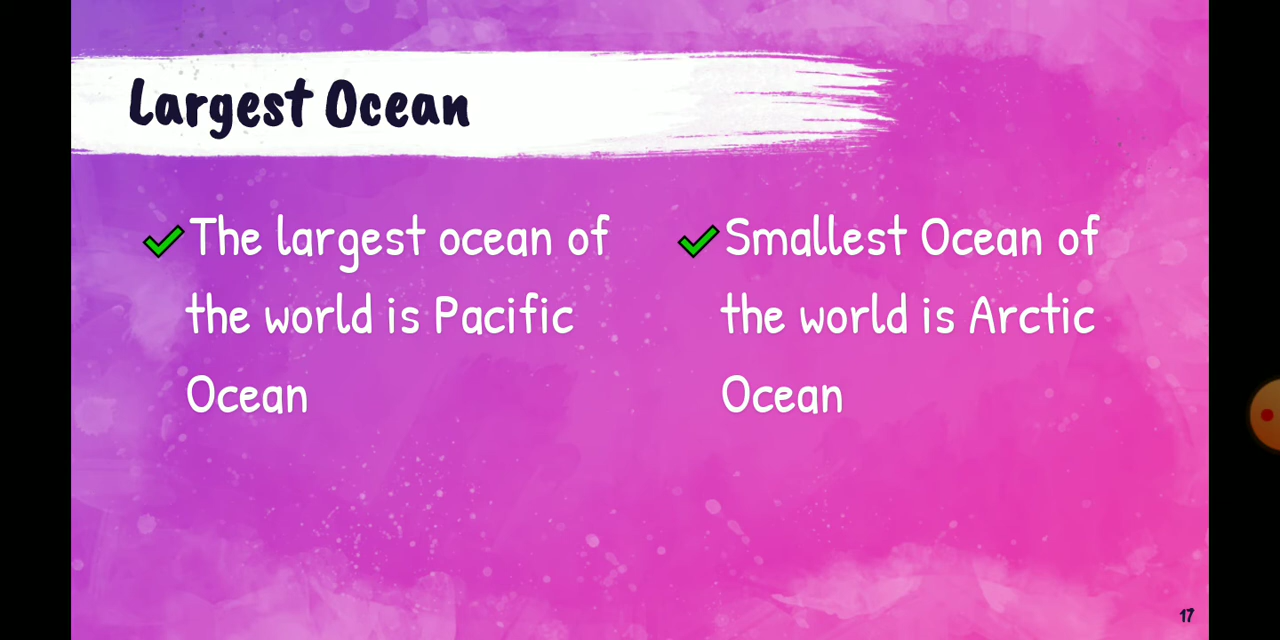 Largest Ocean
The largest ocean of
the world is Pacific
Ocean
Smallest Ocean of
the world is Arctic
Ocean
17